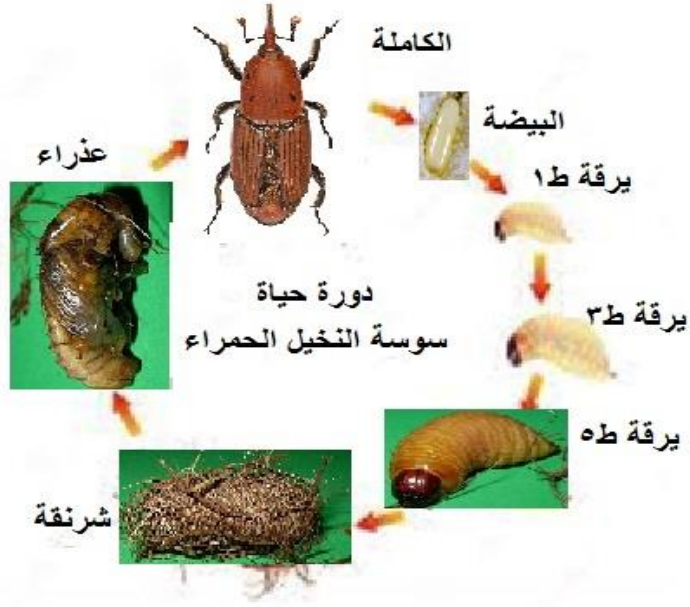 الكاملة
البيضة
يرقة ط١
يرقة ط٣
يرقة ط٥
شرنقة
عذراء
دورة حياة
سوسة النخيل الحمراء